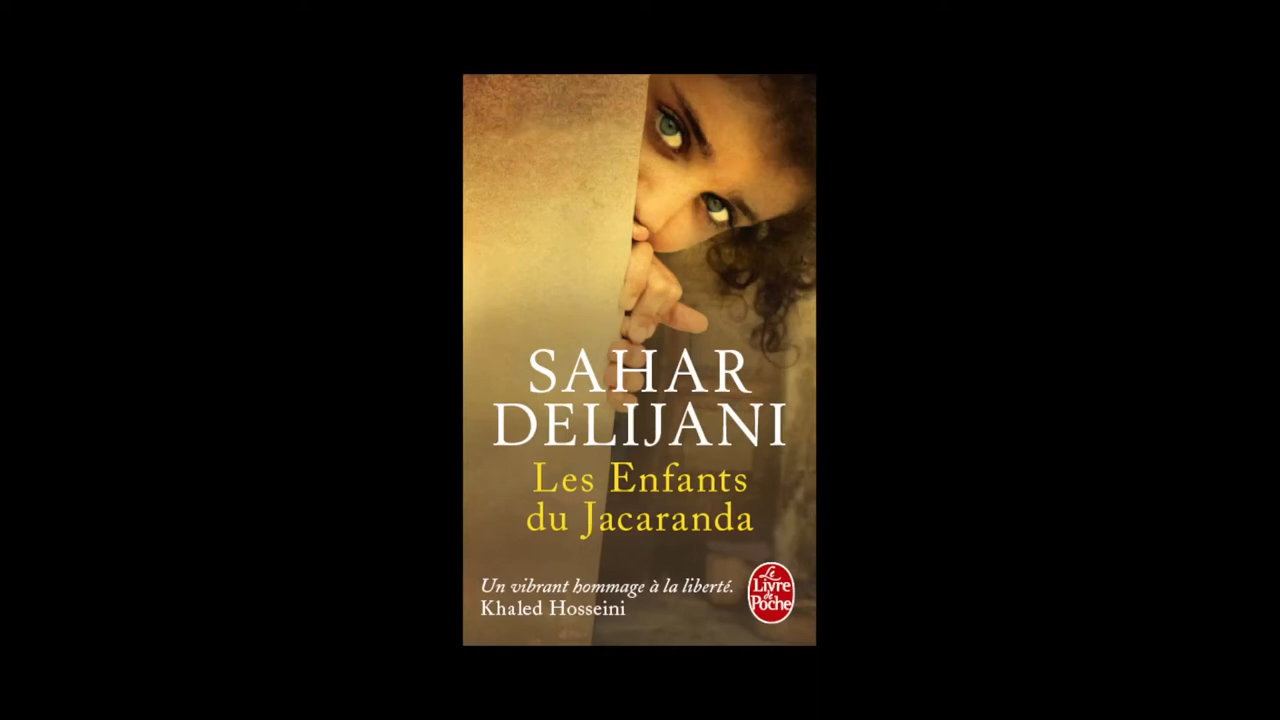 SAHAR
DELIJANI
Les Enfants
du Jacaranda
Un vibrant hommage à la liberté.
Khaled Hosseini
Le
Livre
de
Poche